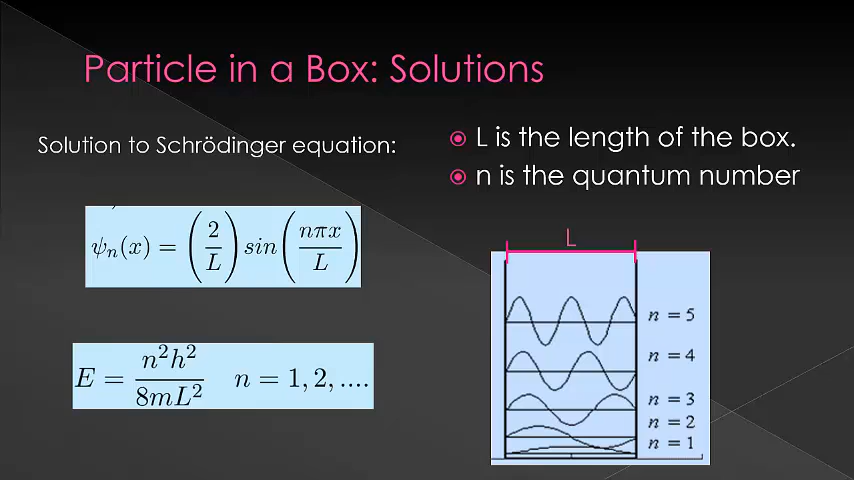 Particle in a Box: Solutions
Solution to Schrödinger equation:
ψₙ(x) = (2/L) sin(nπx/L)
E = n²h²/8mL² n = 1, 2, ....
◉ L is the length of the box.
◉ n is the quantum number
L
n = 5
n = 4
n = 3
n = 2
n = 1